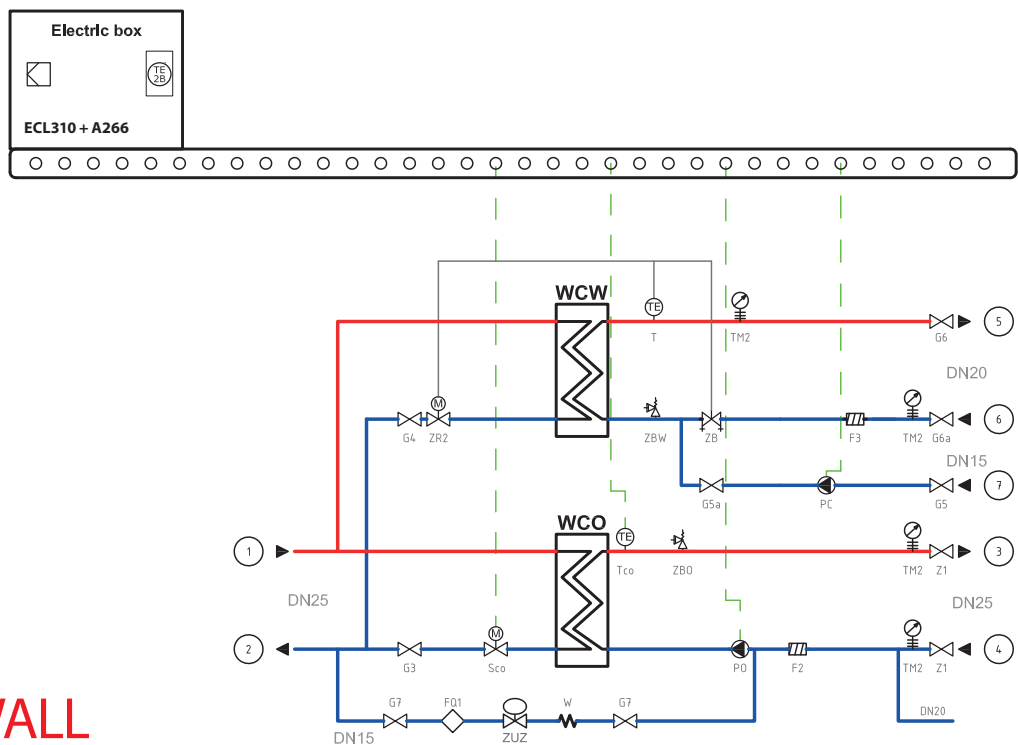 Electric box
TE
2B
ECL310 + A266
WCW
TE
T
TM2
G6
5
DN20
M
G4
ZR2
ZBW
ZB
F3
TM2
G6a
6
DN15
G5a
PC
G5
7
WCO
1
TE
Tco
ZBO
TM2
Z1
3
DN25
DN25
2
M
G3
Sco
PO
F2
TM2
Z1
4
G7
FQ1
ZUZ
W
G7
DN20
DN15
VALL